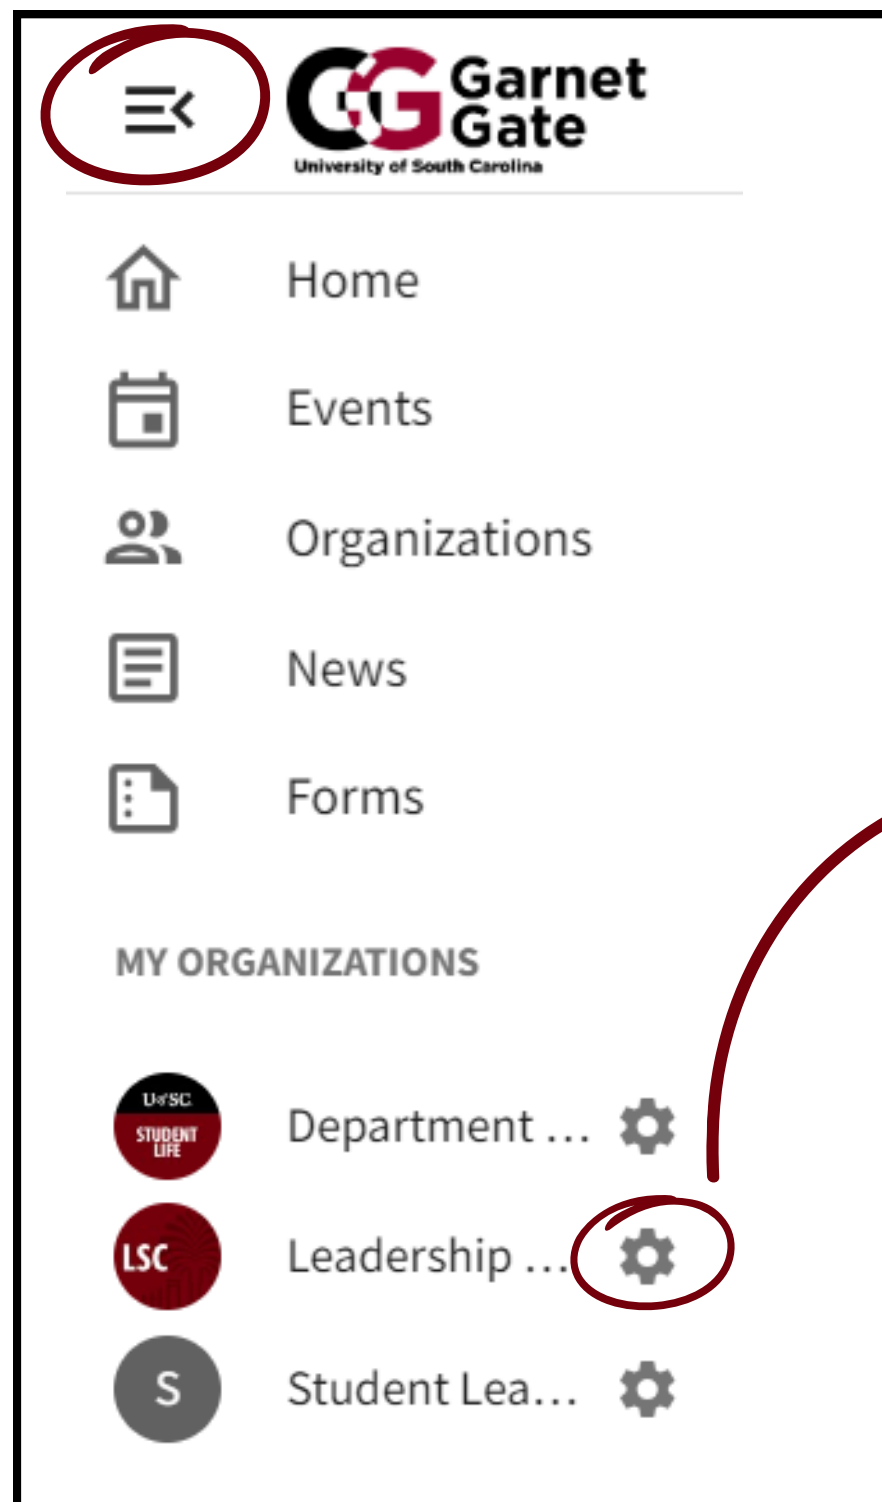 Garnet
Gate
University of South Carolina
Home
Events
Organizations
News
Forms
MY ORGANIZATIONS
UofSC
STUDENT
LIFE
Department ...
LSC
Leadership ...
S
Student Lea...